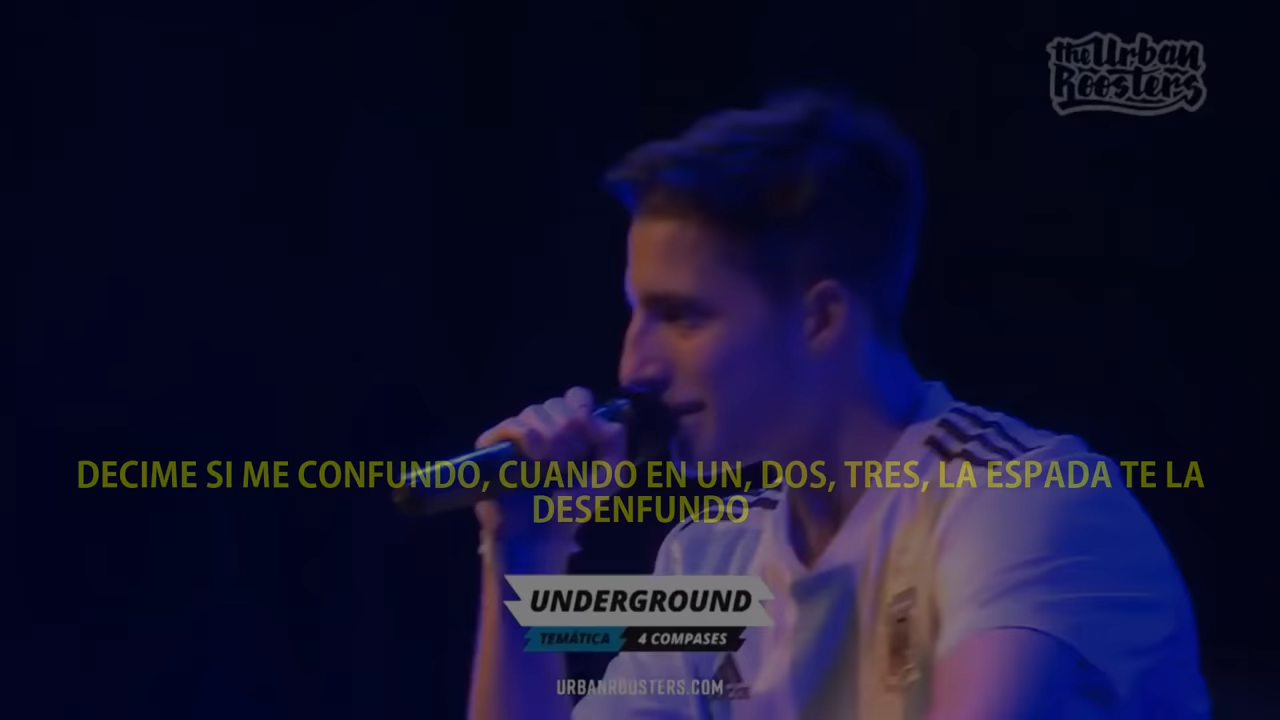 the Urban
Roosters
DECIME SI ME CONFUNDO, CUANDO EN UN, DOS, TRES, LA ESPADA TE LA
DESENFUNDO
UNDERGROUND
TEMÁTICA 4 COMPASES
URBANROOSTERS.COM